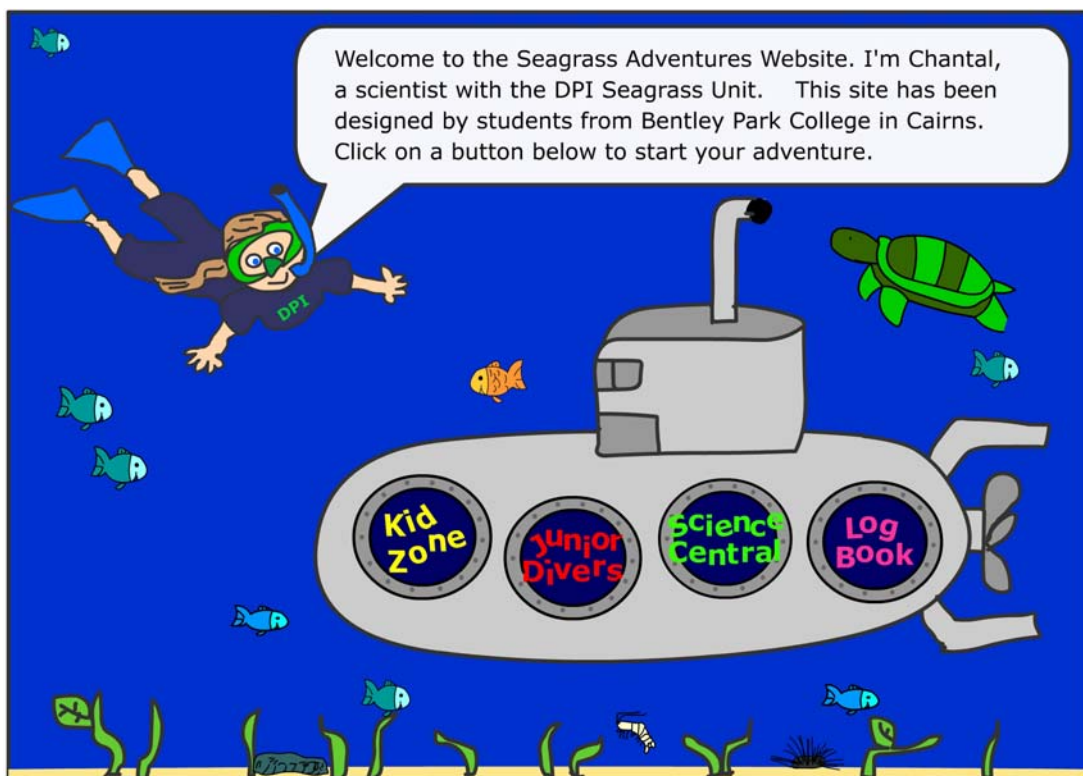 Welcome to the Seagrass Adventures Website. I'm Chantal,
a scientist with the DPI Seagrass Unit. This site has been
designed by students from Bentley Park College in Cairns.
Click on a button below to start your adventure.
DPI
Kid
Zone
Junior
Divers
Science
Central
Log
Book